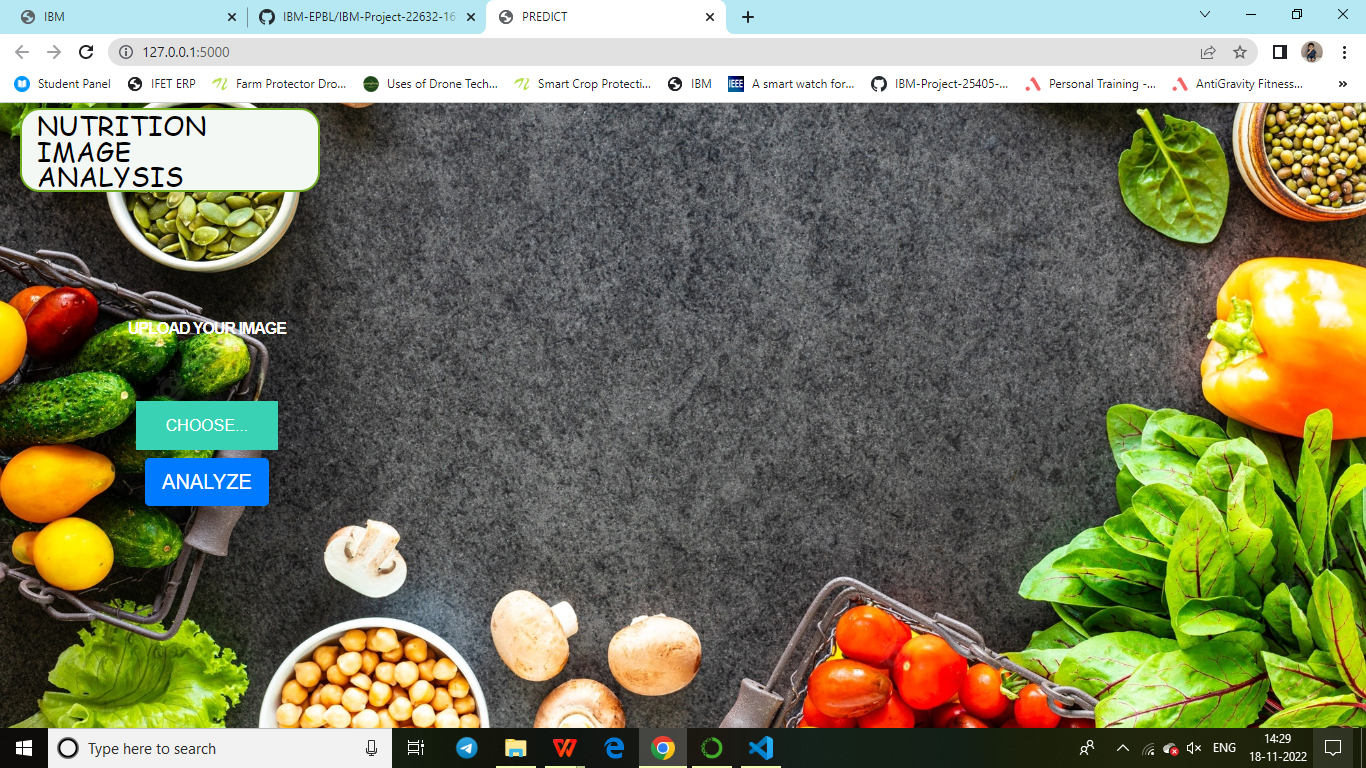 IBM
IBM-EPBL/IBM-Project-22632-16
PREDICT
127.0.0.1:5000
Student Panel
IFET ERP
Farm Protector Dro...
Uses of Drone Tech...
Smart Crop Protecti...
IBM
IEEE
A smart watch for...
IBM-Project-25405-...
Personal Training -...
AntiGravity Fitness...
»
NUTRITION
IMAGE
ANALYSIS
UPLOAD YOUR IMAGE
CHOOSE...
ANALYZE
Type here to search
ENG
14:29
18-11-2022